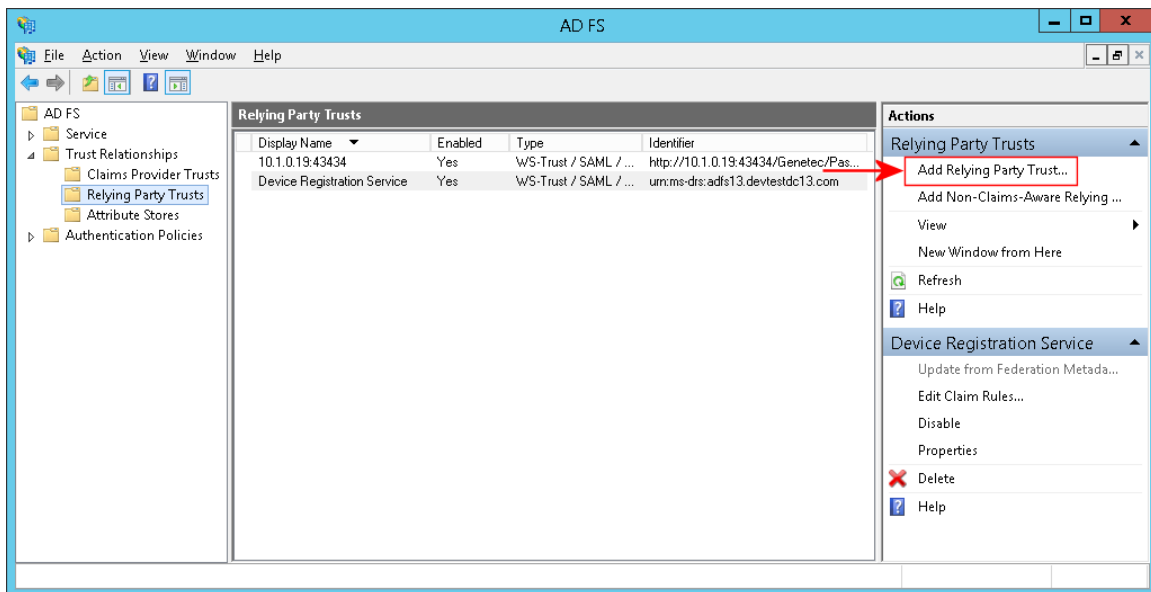 AD FS
File Action View Window Help
AD FS
Service
Trust Relationships
Claims Provider Trusts
Relying Party Trusts
Attribute Stores
Authentication Policies
Relying Party Trusts
Display Name Enabled Type Identifier
10.1.0.19:43434 Yes WS-Trust / SAML / ... http://10.1.0.19:43434/Genetec/Pas...
Device Registration Service Yes WS-Trust / SAML / ... urn:ms-drs:adfs13.devtestdc13.com
Actions
Relying Party Trusts
Add Relying Party Trust...
Add Non-Claims-Aware Relying ...
View
New Window from Here
Refresh
Help
Device Registration Service
Update from Federation Metada...
Edit Claim Rules...
Disable
Properties
Delete
Help